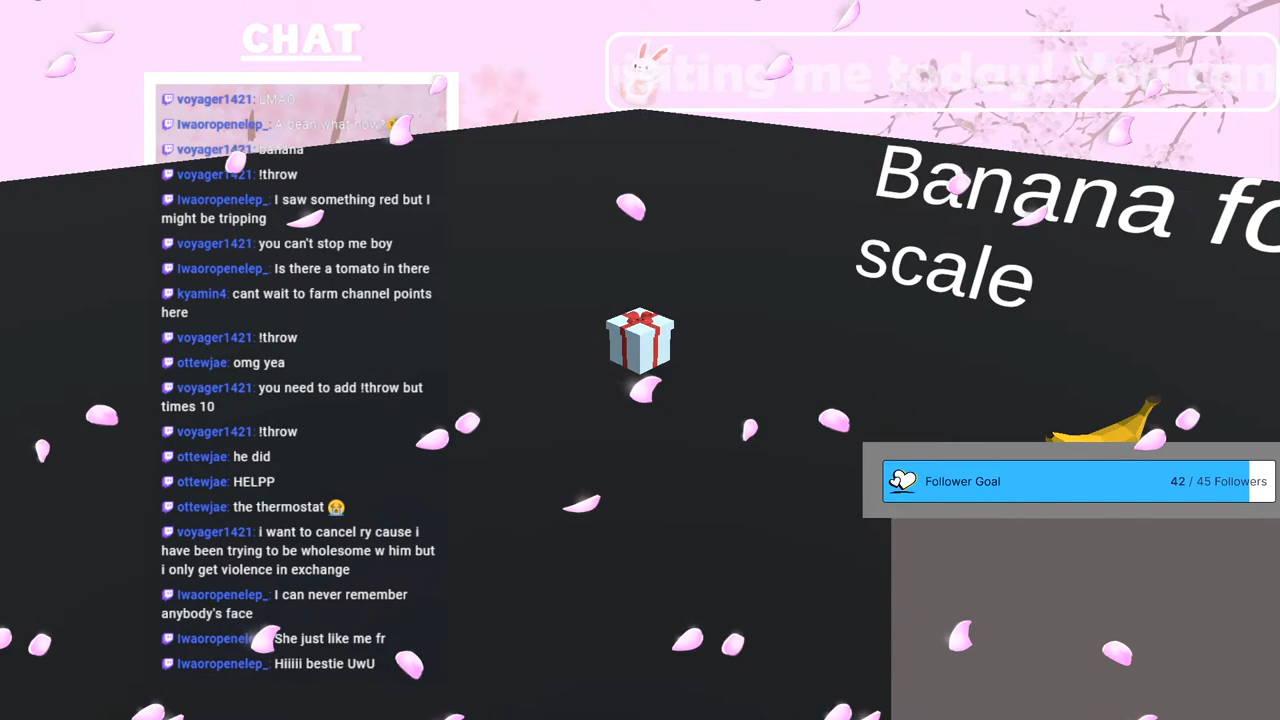 CHAT
me today! You can
voyager1421: LMAO
Iwaoropenelep_: A bean what now?
voyager1421: banana
voyager1421: !throw
Iwaoropenelep_: I saw something red but I
might be tripping
voyager1421: you can't stop me boy
Iwaoropenelep_: Is there a tomato in there
kyamin4: cant wait to farm channel points
here
voyager1421: !throw
ottewjae: omg yea
voyager1421: you need to add !throw but
times 10
voyager1421: !throw
ottewjae: he did
ottewjae: HELPP
ottewjae: the thermostat 😭
voyager1421: i want to cancel ry cause i
have been trying to be wholesome w him but
i only get violence in exchange
Iwaoropenelep_: I can never remember
anybody's face
Iwaoropenelep_: She just like me fr
Iwaoropenelep_: Hiiiii bestie UwU
Banana fo
scale
Follower Goal
42 / 45 Followers